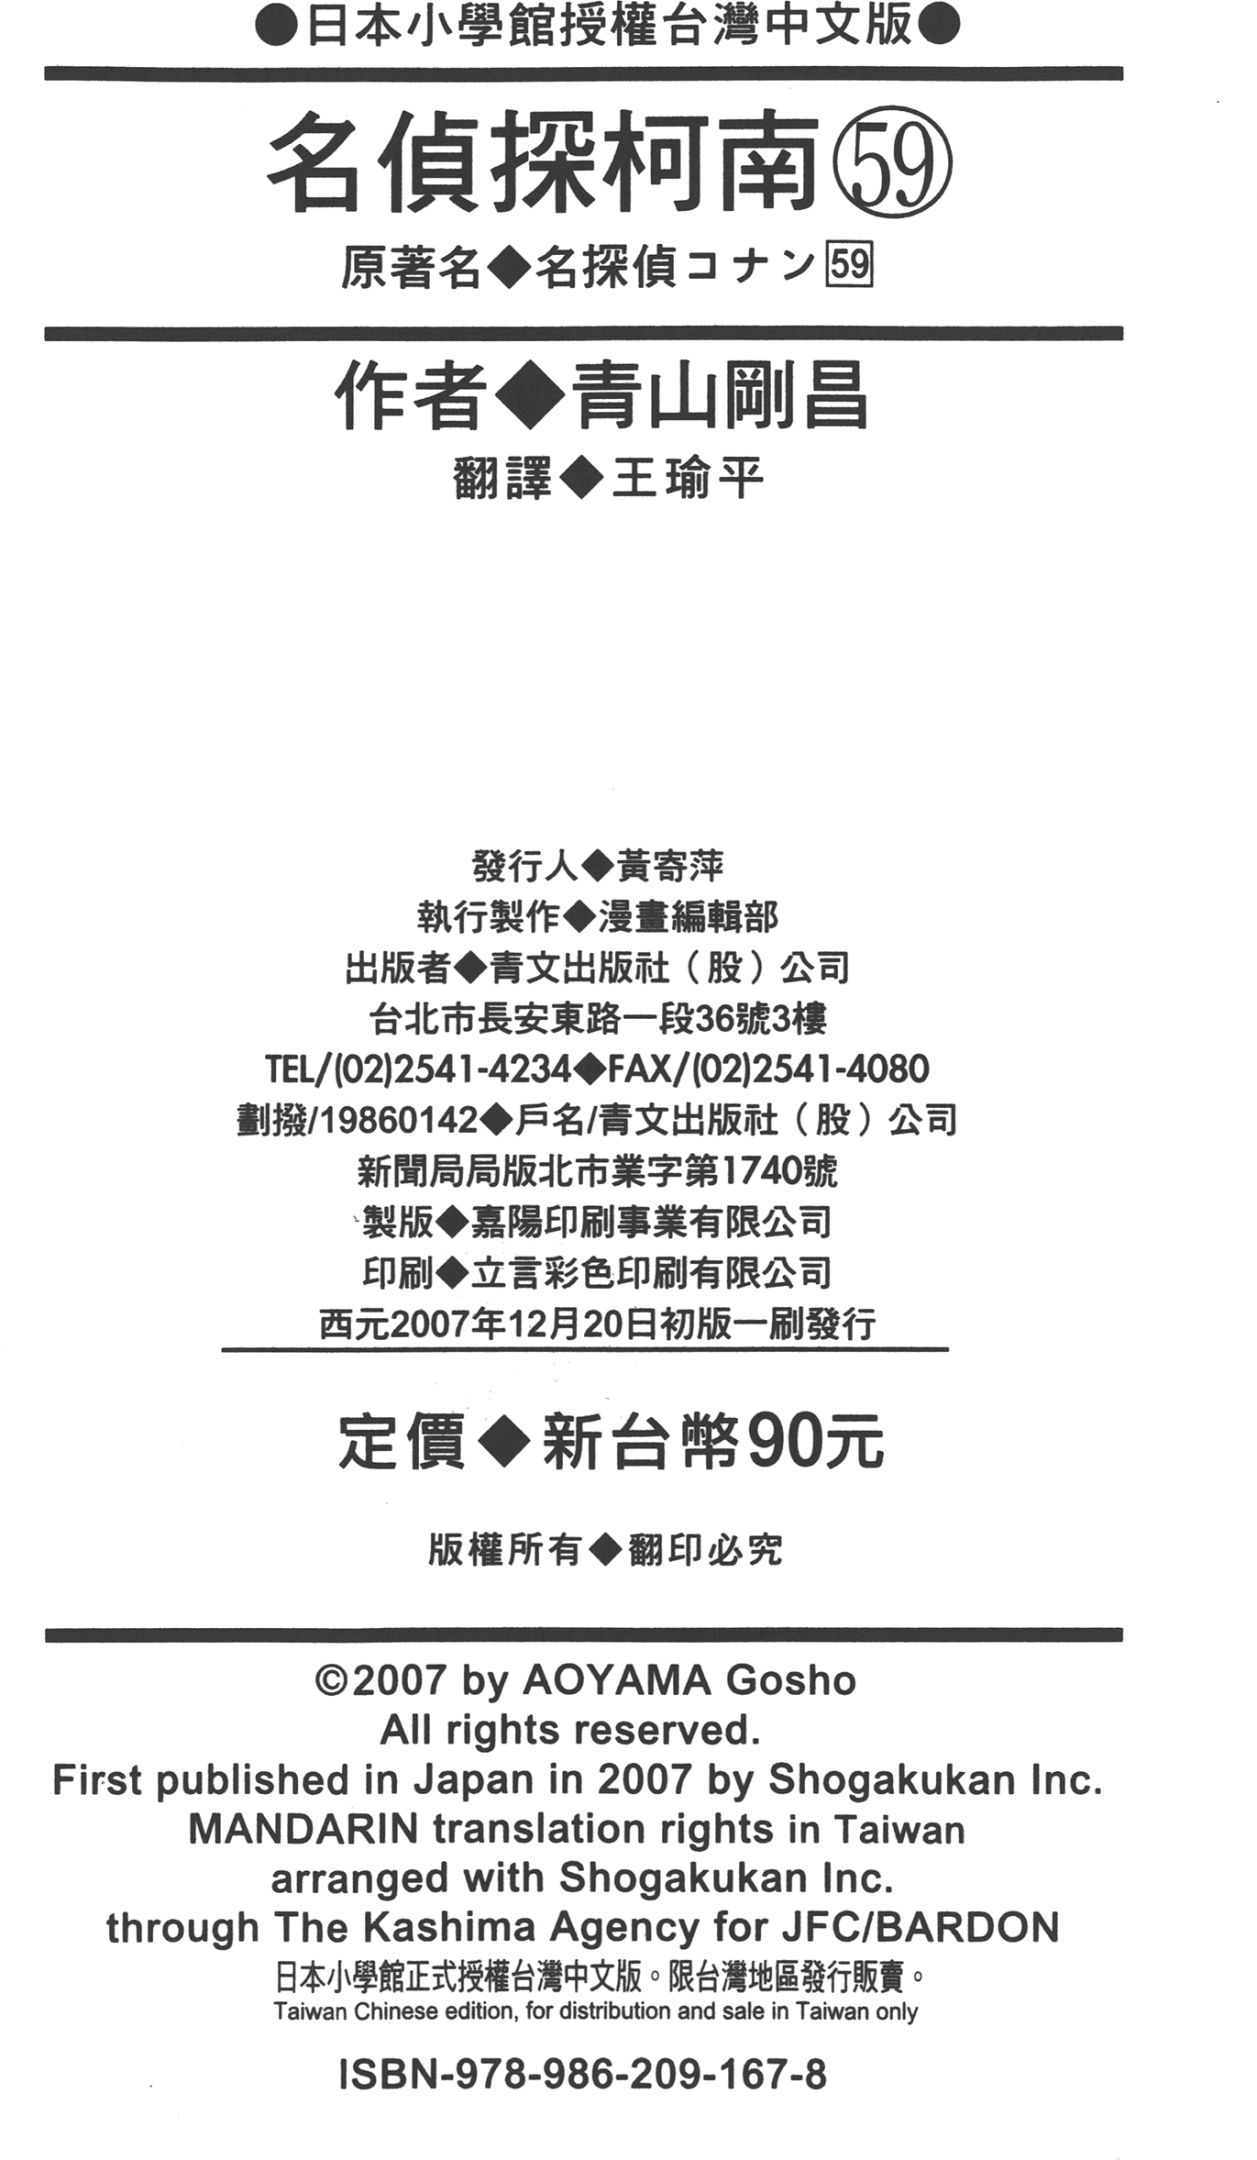 ●日本小學館授權台灣中文版●
名偵探柯南㊾
原著名◆名探偵コナン59
作者◆青山剛昌
翻譯◆王瑜平
發行人◆黃寄萍
執行製作◆漫畫編輯部
出版者◆青文出版社（股）公司
台北市長安東路一段36號3樓
TEL/(02)2541-4234◆FAX/(02)2541-4080
劃撥/19860142◆戶名/青文出版社（股）公司
新聞局局版北市業字第1740號
製版◆嘉陽印刷事業有限公司
印刷◆立言彩色印刷有限公司
西元2007年12月20日初版一刷發行
定價◆新台幣90元
版權所有◆翻印必究
©2007 by AOYAMA Gosho
All rights reserved.
First published in Japan in 2007 by Shogakukan Inc.
MANDARIN translation rights in Taiwan
arranged with Shogakukan Inc.
through The Kashima Agency for JFC/BARDON
日本小學館正式授權台灣中文版。限台灣地區發行販賣。
Taiwan Chinese edition, for distribution and sale in Taiwan only
ISBN-978-986-209-167-8